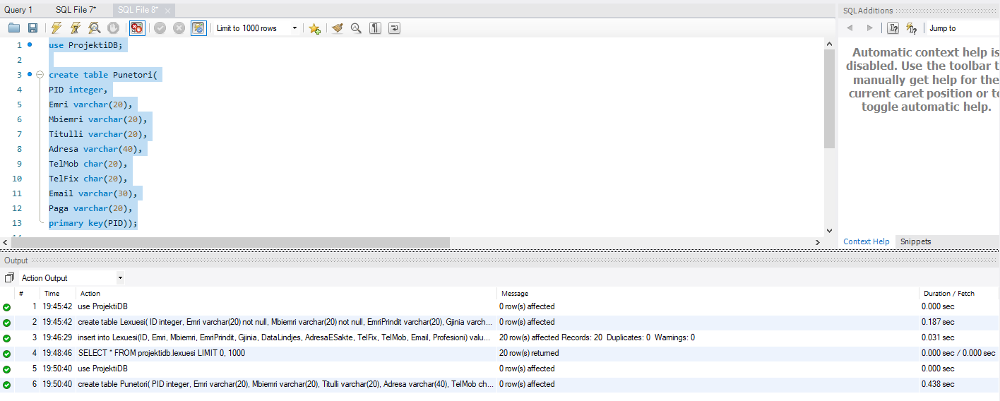 Query 1 SQL File 7* SQL File 8* ×
SQLAdditions
Limit to 1000 rows
Jump to
1 use ProjektiDB;
2
3 create table Punetori(
4 PID integer,
5 Emri varchar(20),
6 Mbiemri varchar(20),
7 Titulli varchar(20),
8 Adresa varchar(40),
9 TelMob char(20),
10 TelFix char(20),
11 Email varchar(30),
12 Paga varchar(20),
13 primary key(PID));
Automatic context help is
disabled. Use the toolbar t
manually get help for the
current caret position or to
toggle automatic help.
Context Help Snippets
Output
Action Output
# Time Action Message Duration / Fetch
1 19:45:42 use ProjektiDB 0 row(s) affected 0.000 sec
2 19:45:42 create table Lexuesi( ID integer, Emri varchar(20) not null, Mbiemri varchar(20) not null, EmriPrindit varchar(20), Gjinia varch... 0 row(s) affected 0.187 sec
3 19:46:29 insert into Lexuesi(ID, Emri, Mbiemri, EmriPrindit, Gjinia, DataLindjes, AdresaESakte, TelFix, TelMob, Email, Profesioni) valu... 20 row(s) affected Records: 20 Duplicates: 0 Warnings: 0 0.031 sec
4 19:48:46 SELECT * FROM projektidb.lexuesi LIMIT 0, 1000 20 row(s) returned 0.000 sec / 0.000 sec
5 19:50:40 use ProjektiDB 0 row(s) affected 0.000 sec
6 19:50:40 create table Punetori( PID integer, Emri varchar(20), Mbiemri varchar(20), Titulli varchar(20), Adresa varchar(40), TelMob ch... 0 row(s) affected 0.438 sec